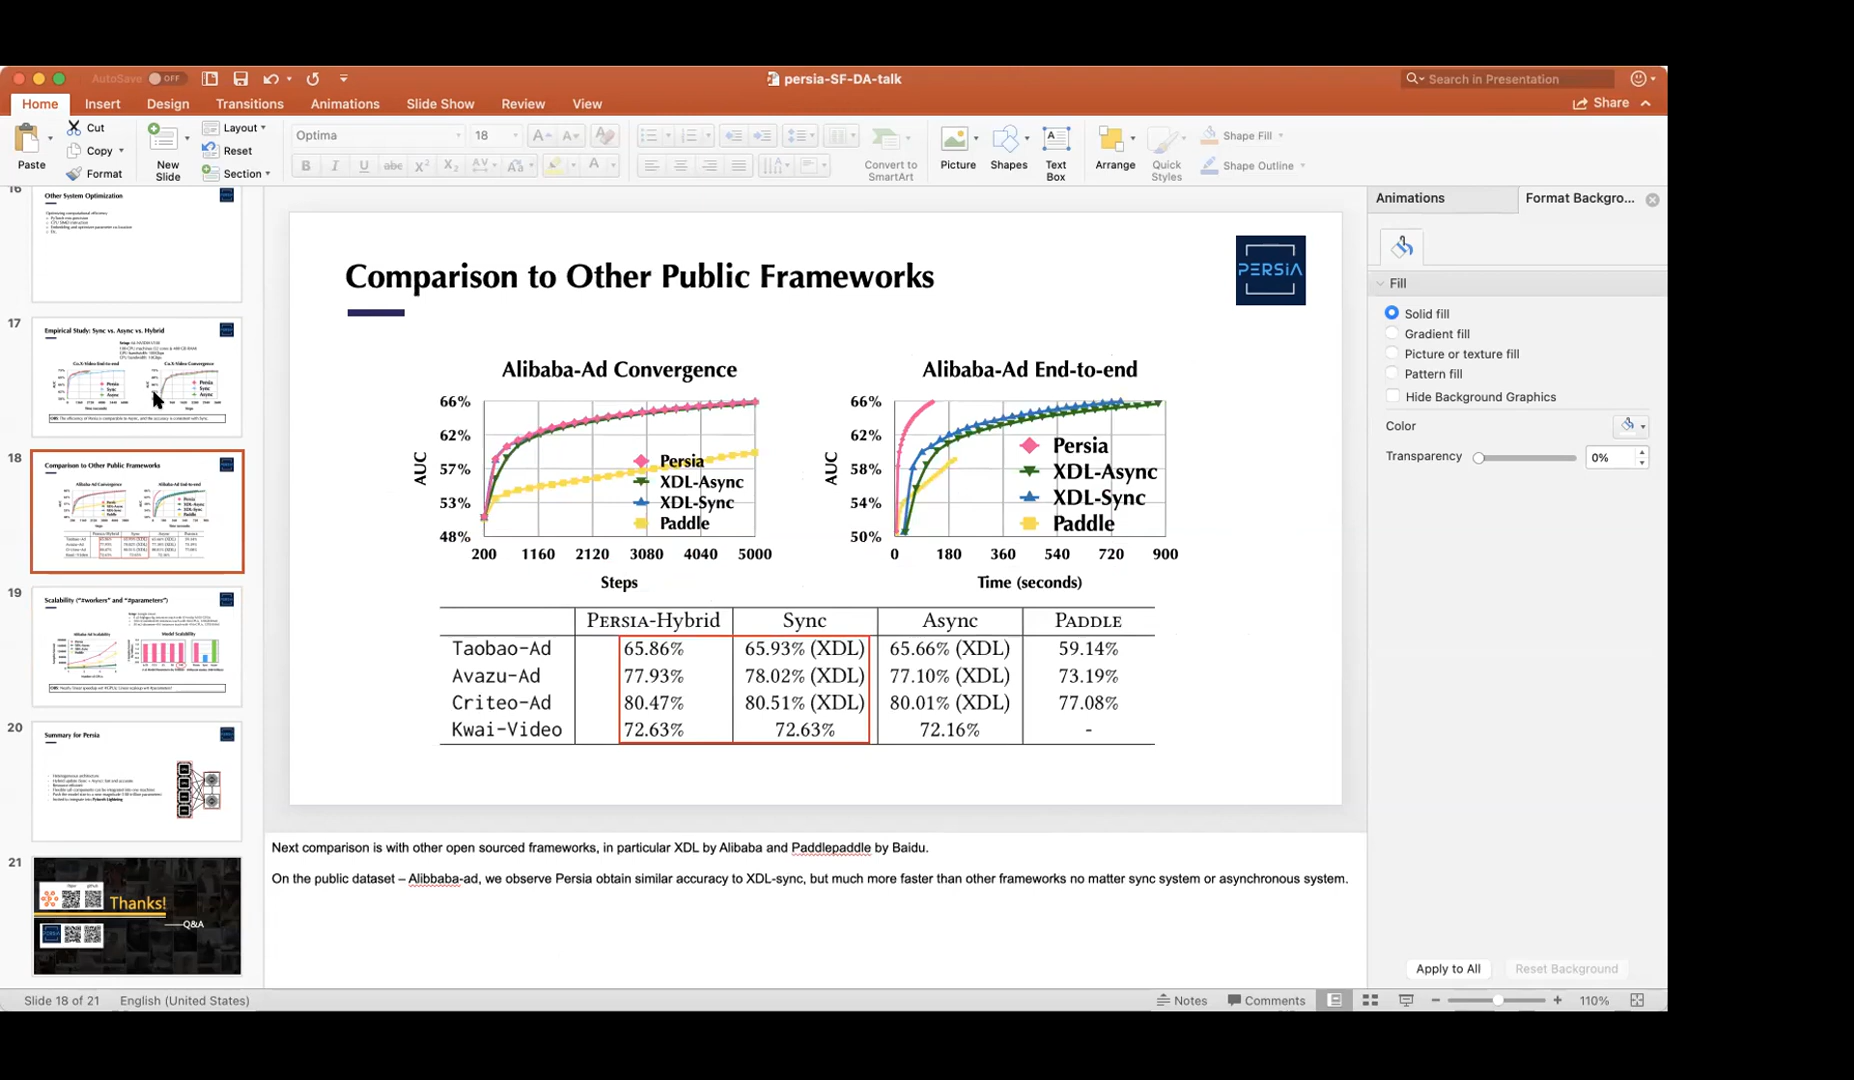 AutoSave OFF
persia-SF-DA-talk
Search in Presentation
Home Insert Design Transitions Animations Slide Show Review View
Share
Paste
Cut
Copy
Format
New Slide
Layout
Reset
Section
Optima 18
Convert to SmartArt
Picture
Shapes
Text Box
Arrange
Quick Styles
Shape Fill
Shape Outline
16
Other System Optimization
17
Empirical Study: Sync vs. Async vs. Hybrid
18
Comparison to Other Public Frameworks
19
Scalability ("#workers" and "#parameters")
20
Summary for Persia
21
Thanks!
Q&A
Comparison to Other Public Frameworks
PERSIA
Alibaba-Ad Convergence
AUC
66%
62%
57%
53%
48%
200 1160 2120 3080 4040 5000
Steps
Persia
XDL-Async
XDL-Sync
Paddle
Alibaba-Ad End-to-end
AUC
66%
62%
58%
54%
50%
0 180 360 540 720 900
Time (seconds)
Persia
XDL-Async
XDL-Sync
Paddle
PERSIA-Hybrid Sync Async PADDLE
Taobao-Ad 65.86% 65.93% (XDL) 65.66% (XDL) 59.14%
Avazu-Ad 77.93% 78.02% (XDL) 77.10% (XDL) 73.19%
Criteo-Ad 80.47% 80.51% (XDL) 80.01% (XDL) 77.08%
Kwai-Video 72.63% 72.63% 72.16% -
Next comparison is with other open sourced frameworks, in particular XDL by Alibaba and Paddlepaddle by Baidu.
On the public dataset – Alibbaba-ad, we observe Persia obtain similar accuracy to XDL-sync, but much more faster than other frameworks no matter sync system or asynchronous system.
Animations
Format Backgro...
Fill
Solid fill
Gradient fill
Picture or texture fill
Pattern fill
Hide Background Graphics
Color
Transparency 0%
Apply to All Reset Background
Slide 18 of 21 English (United States)
Notes Comments 110%